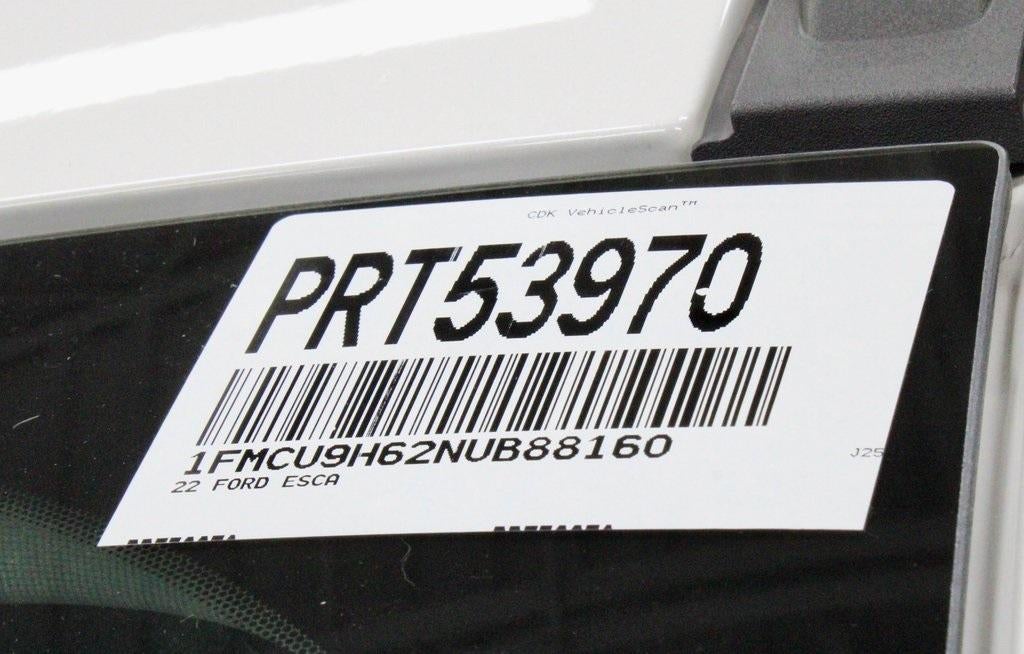 CDK VehicleScan™
PRT53970
1FMCU9H62NUB88160
22 FORD ESCA
J25